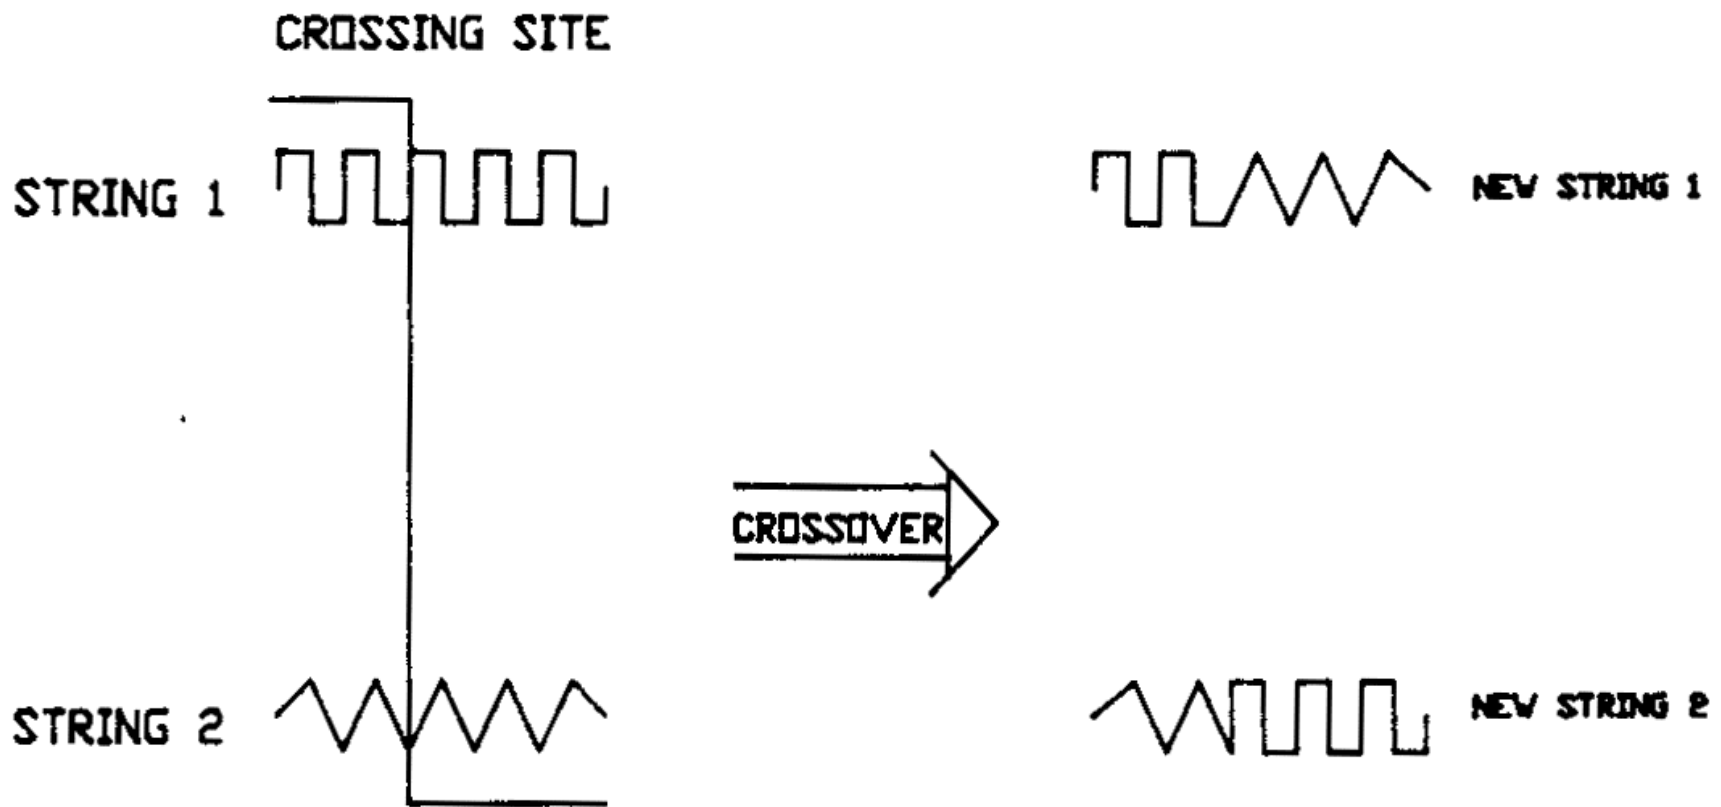 CROSSING SITE
STRING 1
NEW STRING 1
CROSSOVER
STRING 2
NEW STRING 2